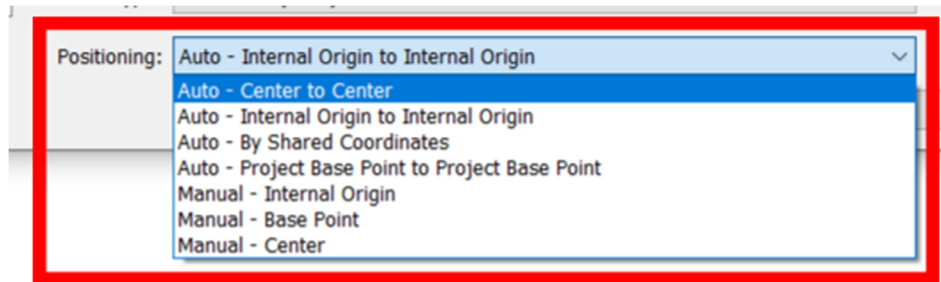 Positioning: Auto - Internal Origin to Internal Origin
Auto - Center to Center
Auto - Internal Origin to Internal Origin
Auto - By Shared Coordinates
Auto - Project Base Point to Project Base Point
Manual - Internal Origin
Manual - Base Point
Manual - Center